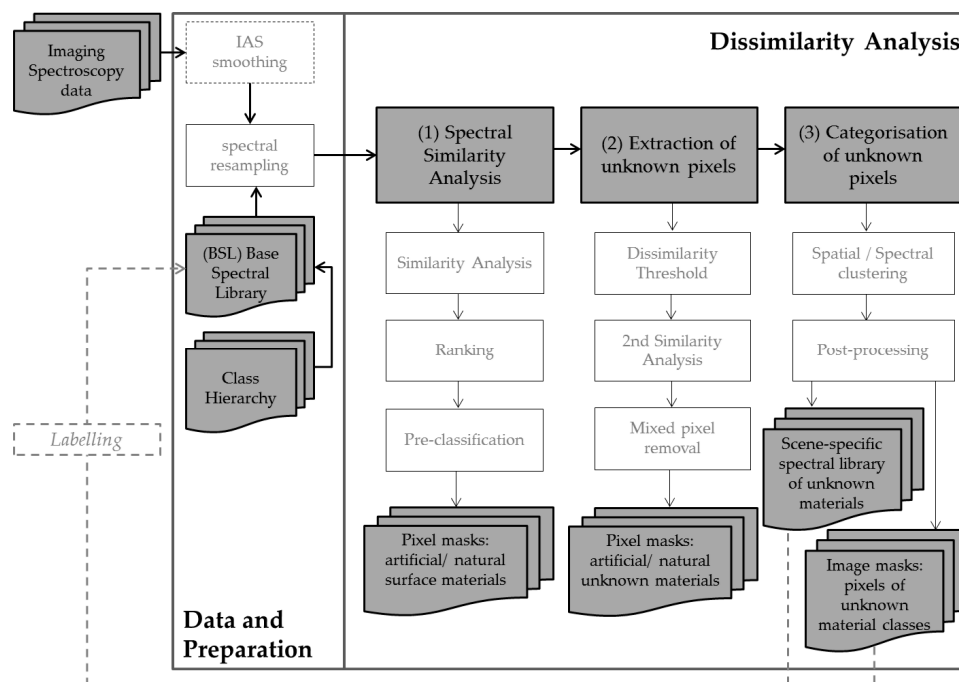 Imaging
Spectroscopy
data
IAS
smoothing
spectral
resampling
(BSL) Base
Spectral
Library
Class
Hierarchy
Labelling
Data and
Preparation
Dissimilarity Analysis
(1) Spectral
Similarity
Analysis
Similarity Analysis
Ranking
Pre-classification
Pixel masks:
artificial/ natural
surface materials
(2) Extraction of
unknown pixels
Dissimilarity
Threshold
2nd Similarity
Analysis
Mixed pixel
removal
Pixel masks:
artificial/ natural
unknown materials
(3) Categorisation
of unknown
pixels
Spatial / Spectral
clustering
Post-processing
Scene-specific
spectral library
of unknown
materials
Image masks:
pixels of
unknown
material classes